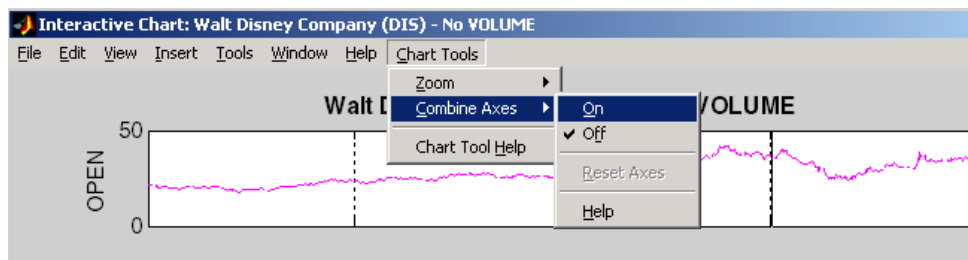 Interactive Chart: Walt Disney Company (DIS) - No VOLUME
File Edit View Insert Tools Window Help Chart Tools
Zoom
Walt D
Combine Axes
On
VOLUME
Off
Chart Tool Help
Reset Axes
Help
50
OPEN
0